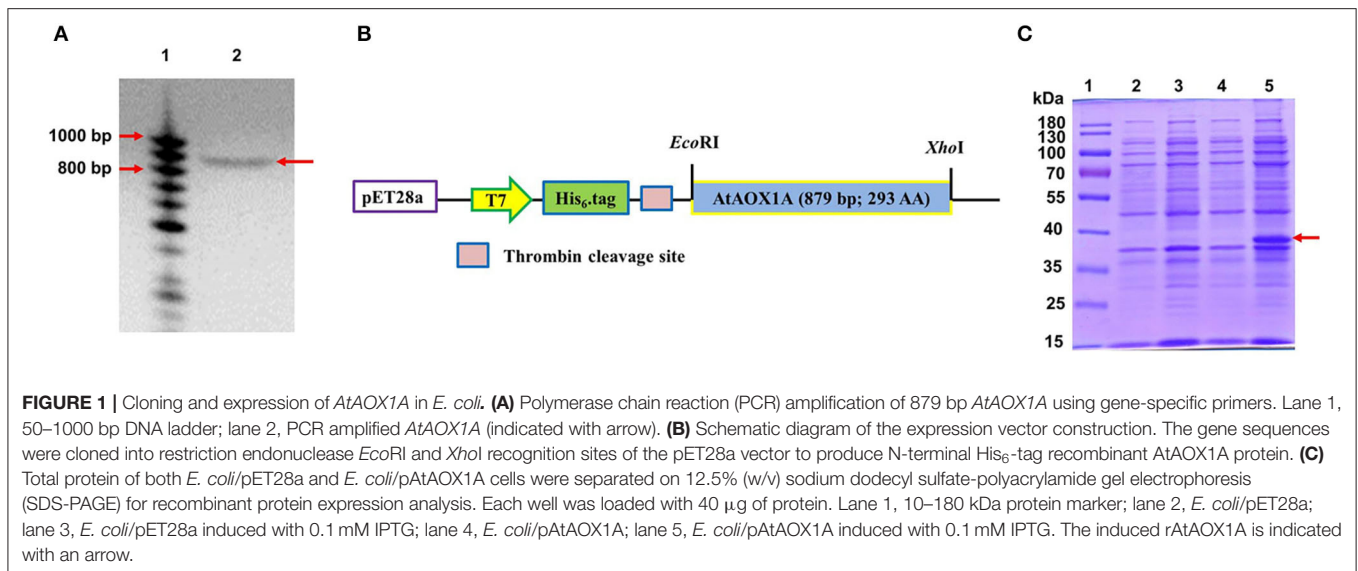 A
1 2
1000 bp
800 bp
B
EcoRI
XhoI
pET28a
T7
His₆.tag
AtAOX1A (879 bp; 293 AA)
Thrombin cleavage site
C
1 2 3 4 5
kDa
180
130
100
70
55
40
35
25
15
FIGURE 1 | Cloning and expression of AtAOX1A in E. coli. (A) Polymerase chain reaction (PCR) amplification of 879 bp AtAOX1A using gene-specific primers. Lane 1,
50–1000 bp DNA ladder; lane 2, PCR amplified AtAOX1A (indicated with arrow). (B) Schematic diagram of the expression vector construction. The gene sequences
were cloned into restriction endonuclease EcoRI and XhoI recognition sites of the pET28a vector to produce N-terminal His₆-tag recombinant AtAOX1A protein. (C)
Total protein of both E. coli/pET28a and E. coli/pAtAOX1A cells were separated on 12.5% (w/v) sodium dodecyl sulfate-polyacrylamide gel electrophoresis
(SDS-PAGE) for recombinant protein expression analysis. Each well was loaded with 40 μg of protein. Lane 1, 10–180 kDa protein marker; lane 2, E. coli/pET28a;
lane 3, E. coli/pET28a induced with 0.1 mM IPTG; lane 4, E. coli/pAtAOX1A; lane 5, E. coli/pAtAOX1A induced with 0.1 mM IPTG. The induced rAtAOX1A is indicated
with an arrow.